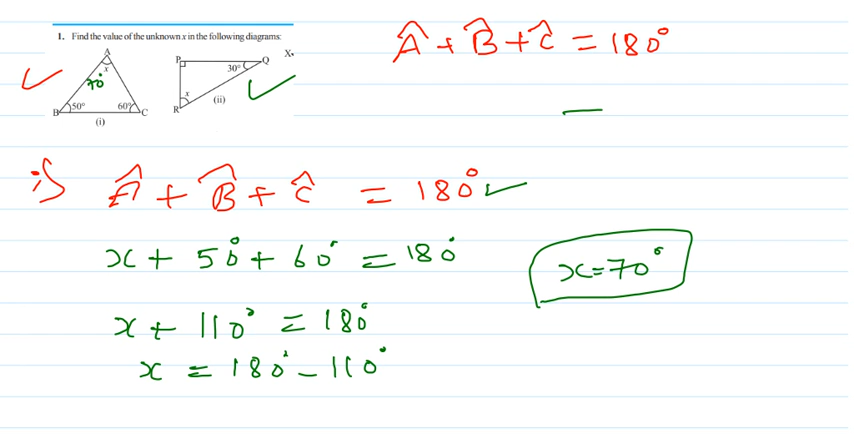 1. Find the value of the unknown x in the following diagrams:
A
x
70°
B 50° 60° C
(i)
P 30° Q
x
R
(ii)
X
Â + B̂ + Ĉ = 180°
i) Â + B̂ + Ĉ = 180°
x + 50° + 60° = 180°
x = 70°
x + 110° = 180°
x = 180° - 110°